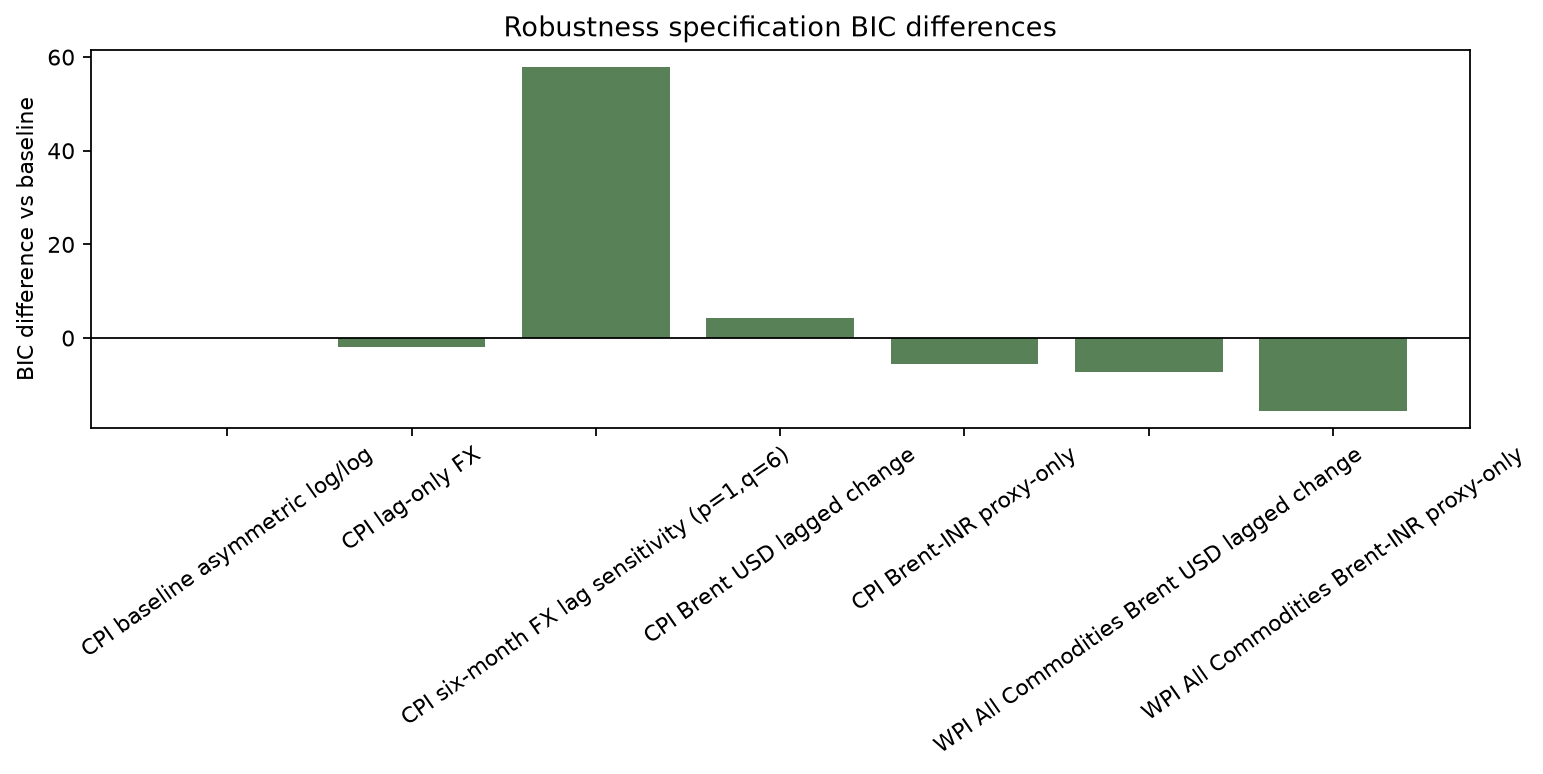 Robustness specification BIC differences
BIC difference vs baseline
60
40
20
0
CPI baseline asymmetric log/log
CPI lag-only FX
CPI six-month FX lag sensitivity (p=1,q=6)
CPI Brent USD lagged change
CPI Brent-INR proxy-only
WPI All Commodities Brent USD lagged change
WPI All Commodities Brent-INR proxy-only